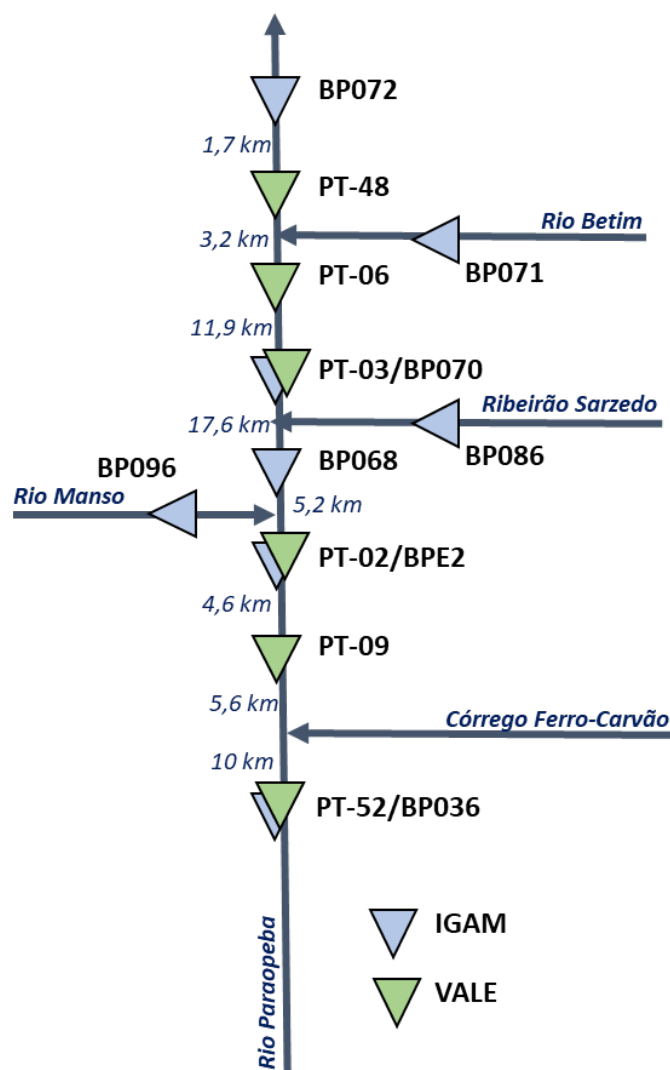 BP072
1,7 km
PT-48
Rio Betim
3,2 km
BP071
PT-06
11,9 km
PT-03/BP070
Ribeirão Sarzedo
17,6 km
BP086
BP096
BP068
Rio Manso
5,2 km
PT-02/BPE2
4,6 km
PT-09
5,6 km
Córrego Ferro-Carvão
10 km
PT-52/BP036
IGAM
VALE
Rio Paraopeba